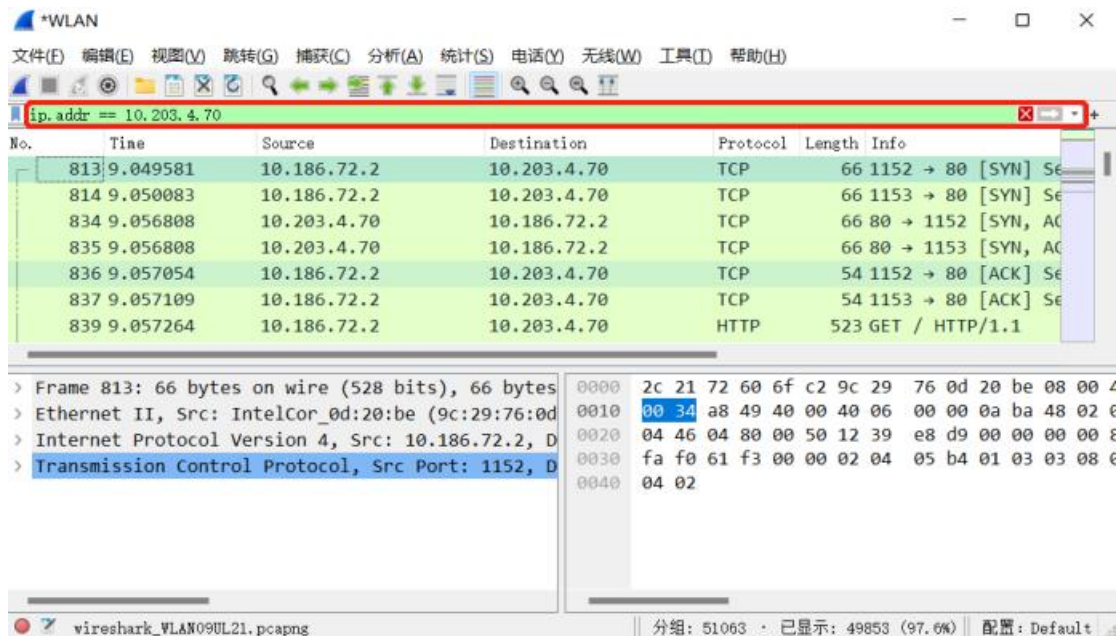 *WLAN
文件(F) 编辑(E) 视图(V) 跳转(G) 捕获(C) 分析(A) 统计(S) 电话(Y) 无线(W) 工具(T) 帮助(H)
ip.addr == 10.203.4.70
No. Time Source Destination Protocol Length Info
813 9.049581 10.186.72.2 10.203.4.70 TCP 66 1152 → 80 [SYN] Se
814 9.050083 10.186.72.2 10.203.4.70 TCP 66 1153 → 80 [SYN] Se
834 9.056808 10.203.4.70 10.186.72.2 TCP 66 80 → 1152 [SYN, AC
835 9.056808 10.203.4.70 10.186.72.2 TCP 66 80 → 1153 [SYN, AC
836 9.057054 10.186.72.2 10.203.4.70 TCP 54 1152 → 80 [ACK] Se
837 9.057109 10.186.72.2 10.203.4.70 TCP 54 1153 → 80 [ACK] Se
839 9.057264 10.186.72.2 10.203.4.70 HTTP 523 GET / HTTP/1.1
Frame 813: 66 bytes on wire (528 bits), 66 bytes
Ethernet II, Src: IntelCor_0d:20:be (9c:29:76:0d
Internet Protocol Version 4, Src: 10.186.72.2, D
Transmission Control Protocol, Src Port: 1152, D
0000 2c 21 72 60 6f c2 9c 29 76 0d 20 be 08 00 4
0010 00 34 a8 49 40 00 40 06 00 00 0a ba 48 02
0020 04 46 04 80 00 50 12 39 e8 d9 00 00 00 00 8
0030 fa f0 61 f3 00 00 02 04 05 b4 01 03 03 08
0040 04 02
wireshark_WLAN09UL21.pcapng
分组: 51063 · 已显示: 49853 (97.6%)
配置: Default